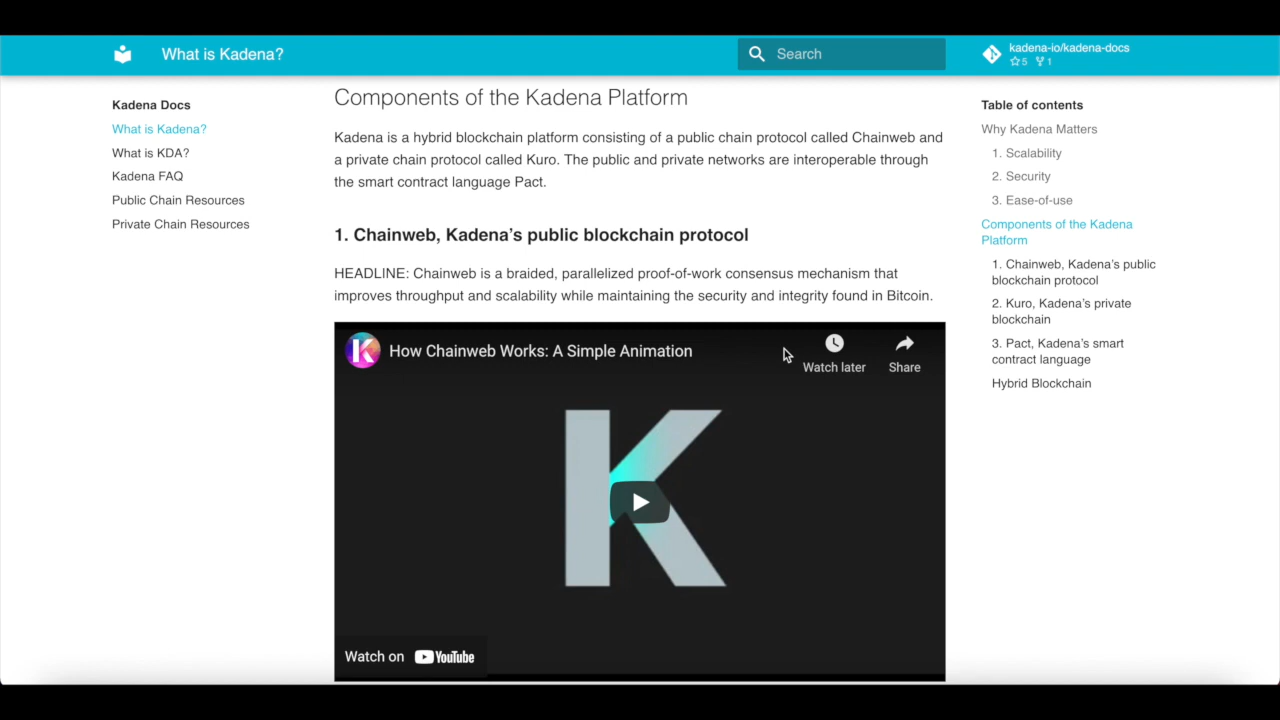 What is Kadena?
Search
kadena-io/kadena-docs
5 1
Kadena Docs
What is Kadena?
What is KDA?
Kadena FAQ
Public Chain Resources
Private Chain Resources
Components of the Kadena Platform
Kadena is a hybrid blockchain platform consisting of a public chain protocol called Chainweb and
a private chain protocol called Kuro. The public and private networks are interoperable through
the smart contract language Pact.
1. Chainweb, Kadena’s public blockchain protocol
HEADLINE: Chainweb is a braided, parallelized proof-of-work consensus mechanism that
improves throughput and scalability while maintaining the security and integrity found in Bitcoin.
K
How Chainweb Works: A Simple Animation
Watch later
Share
K
Watch on YouTube
Table of contents
Why Kadena Matters
1. Scalability
2. Security
3. Ease-of-use
Components of the Kadena
Platform
1. Chainweb, Kadena’s public
blockchain protocol
2. Kuro, Kadena’s private
blockchain
3. Pact, Kadena’s smart
contract language
Hybrid Blockchain